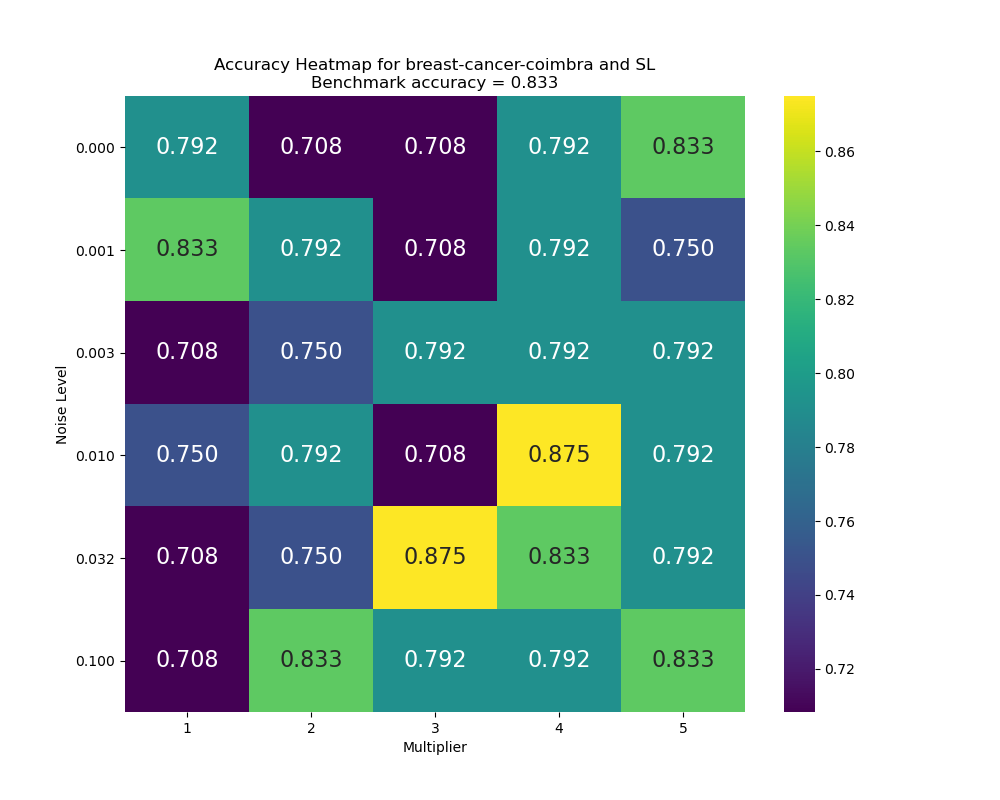 Accuracy Heatmap for breast-cancer-coimbra and SL
Benchmark accuracy = 0.833
0.000 0.792 0.708 0.708 0.792 0.833
0.001 0.833 0.792 0.708 0.792 0.750
0.003 0.708 0.750 0.792 0.792 0.792
0.010 0.750 0.792 0.708 0.875 0.792
0.032 0.708 0.750 0.875 0.833 0.792
0.100 0.708 0.833 0.792 0.792 0.833
Noise Level
1 2 3 4 5
Multiplier
0.86
0.84
0.82
0.80
0.78
0.76
0.74
0.72